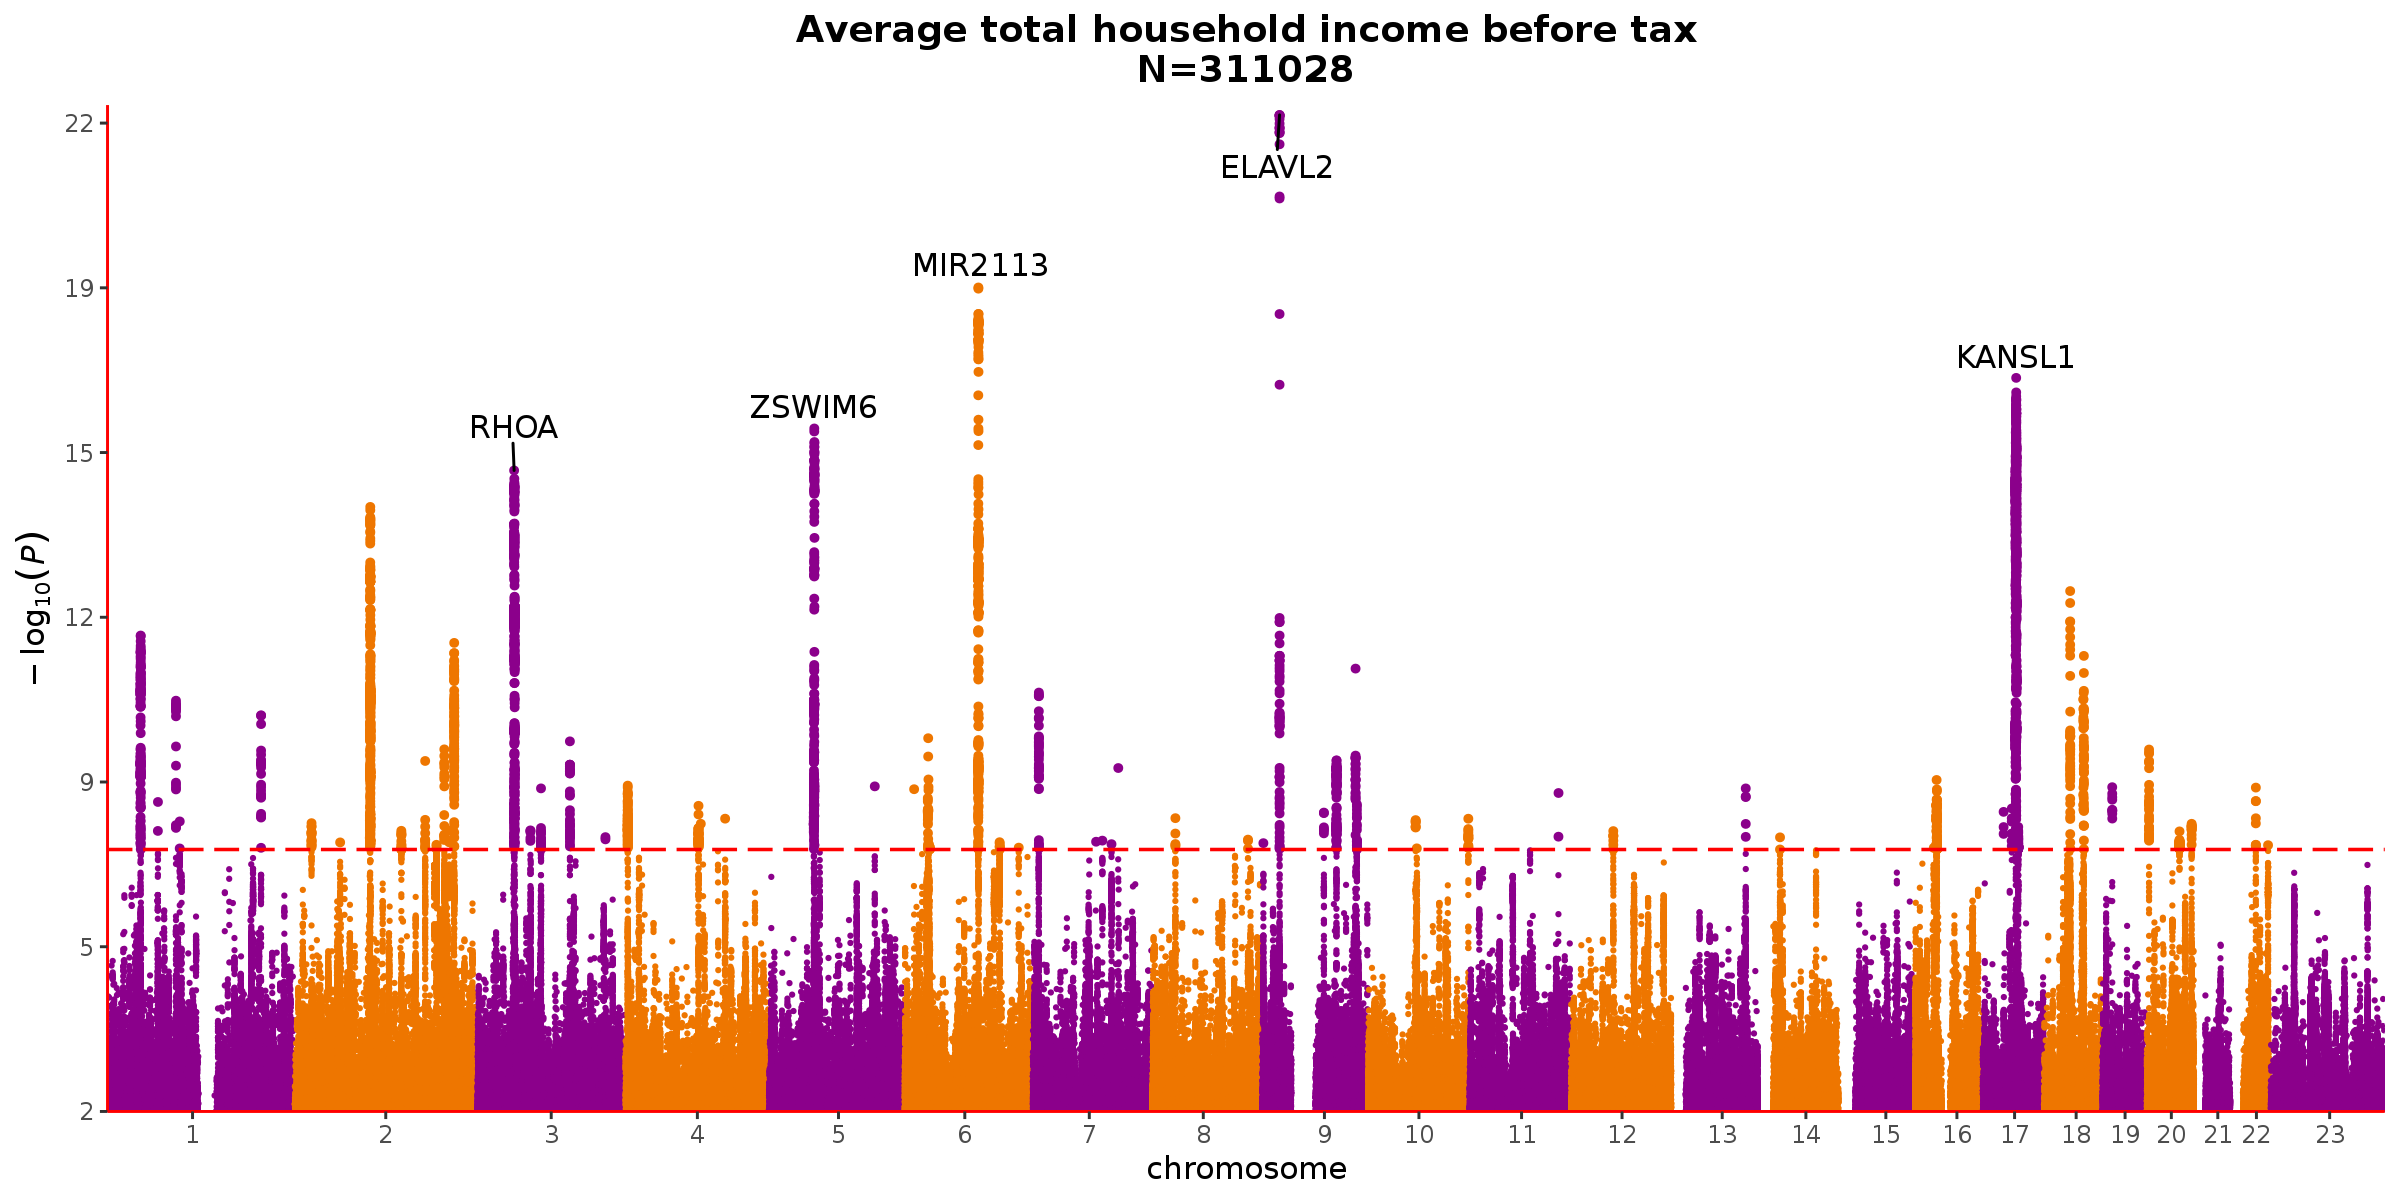 Average total household income before tax
N=311028
22
ELAVL2
MIR2113
19
KANSL1
ZSWIM6
RHOA
15
12
9
5
2
− log10(P)
1 2 3 4 5 6 7 8 9 10 11 12 13 14 15 16 17 18 19 20 21 22 23
chromosome